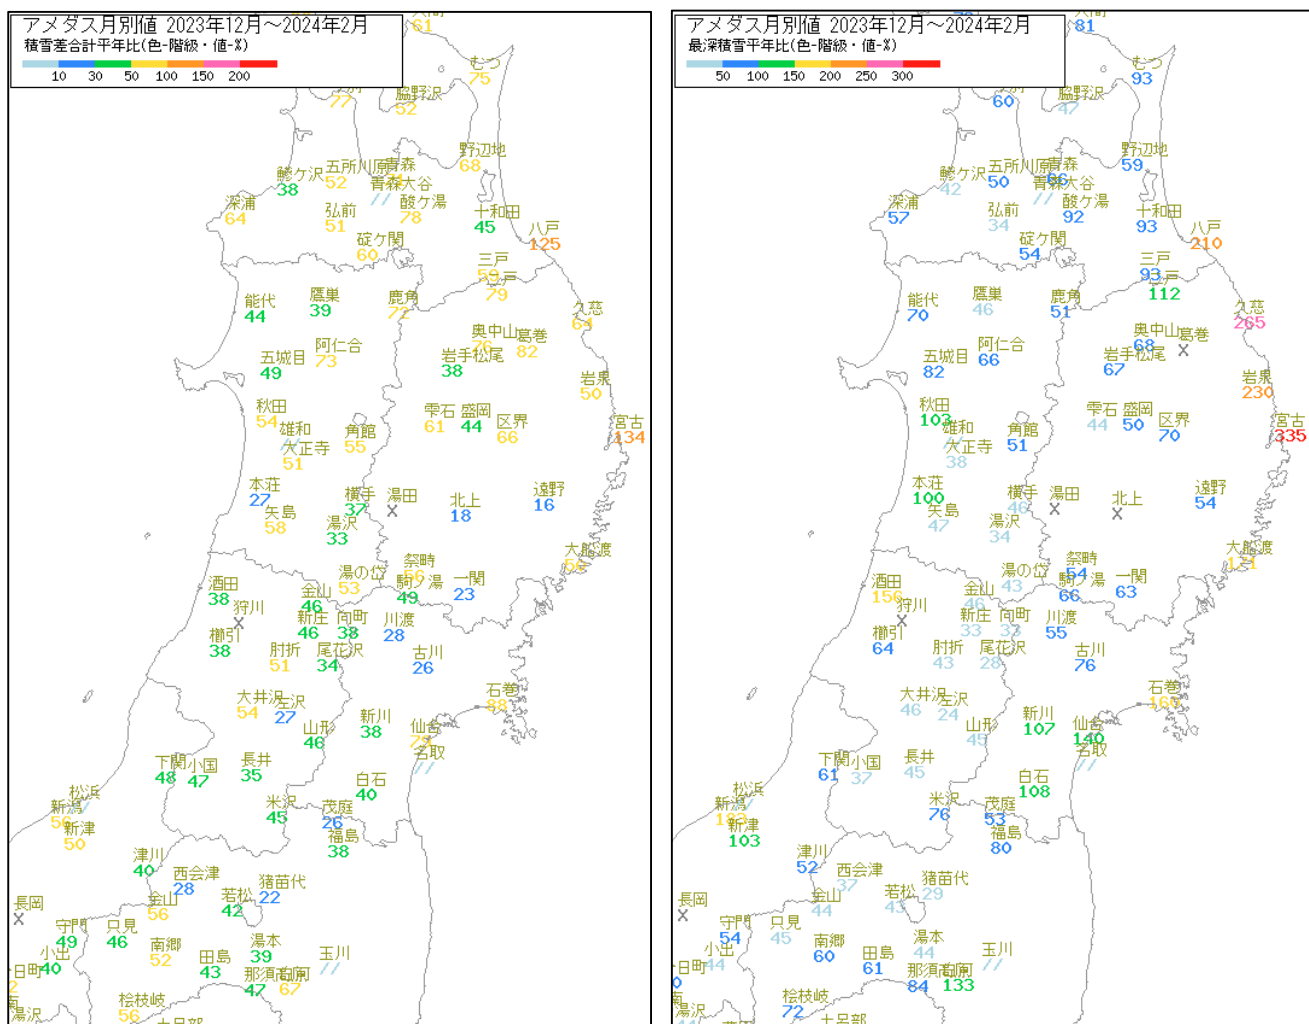 アメダス月別値 2023年12月～2024年2月
積雪差合計平年比(色-階級・値-%)
10 30 50 100 150 200
61
むつ
75
77
脇野沢
52
野辺地
68
五所川原
52
青森
鰺ケ沢
38
青森大谷
//
深浦
64
弘前
51
酸ケ湯
78
十和田
45
八戸
125
碇ケ関
60
三戸
59
79
能代
44
鷹巣
39
鹿角
72
久慈
64
奥中山
76
葛巻
82
阿仁合
73
五城目
49
岩手松尾
38
岩泉
50
秋田
54
雫石
61
盛岡
44
区界
66
宮古
134
雄和
//
大正寺
51
角館
55
本荘
27
横手
37
湯田
X
北上
18
遠野
16
矢島
58
湯沢
33
大船渡
祭畤
56
湯の岱
53
駒ノ湯
49
一関
23
酒田
38
金山
46
狩川
X
新庄
46
向町
38
川渡
28
櫛引
38
肘折
51
尾花沢
34
古川
26
大井沢
54
左沢
27
石巻
88
新川
38
仙台
山形
46
名取
//
下関
48
小国
47
長井
35
白石
40
松浜
//
新潟
56
米沢
45
茂庭
26
新津
50
福島
38
津川
40
西会津
28
猪苗代
22
金山
56
若松
42
長岡
X
守門
49
只見
46
南郷
52
田島
43
湯本
39
玉川
//
小出
40
日町
那須高原
47
白河
67
桧枝岐
56
湯沢
土呂部
アメダス月別値 2023年12月～2024年2月
最深積雪平年比(色-階級・値-%)
50 100 150 200 250 300
81
むつ
93
60
脇野沢
47
野辺地
59
五所川原
50
青森
66
鰺ケ沢
42
青森大谷
//
深浦
57
弘前
34
酸ケ湯
92
十和田
93
八戸
210
碇ケ関
54
三戸
93
112
能代
70
鷹巣
46
鹿角
51
久慈
265
奥中山
68
葛巻
X
阿仁合
66
五城目
82
岩手松尾
67
岩泉
230
秋田
103
雫石
44
盛岡
50
区界
70
宮古
335
雄和
//
大正寺
38
角館
51
本荘
100
横手
46
湯田
X
北上
X
遠野
54
矢島
47
湯沢
34
大船渡
祭畤
54
湯の岱
43
駒ノ湯
66
一関
63
酒田
156
金山
46
狩川
X
新庄
33
向町
33
川渡
55
櫛引
64
肘折
43
尾花沢
28
古川
76
大井沢
46
左沢
24
石巻
新川
107
仙台
140
山形
45
名取
//
下関
61
小国
37
長井
45
白石
108
松浜
//
新潟
米沢
76
茂庭
53
新津
103
福島
80
津川
52
西会津
37
猪苗代
29
金山
44
若松
43
長岡
X
守門
54
只見
45
南郷
60
田島
61
湯本
44
玉川
//
小出
44
日町
那須高原
84
白河
133
桧枝岐
72
湯沢
土呂部